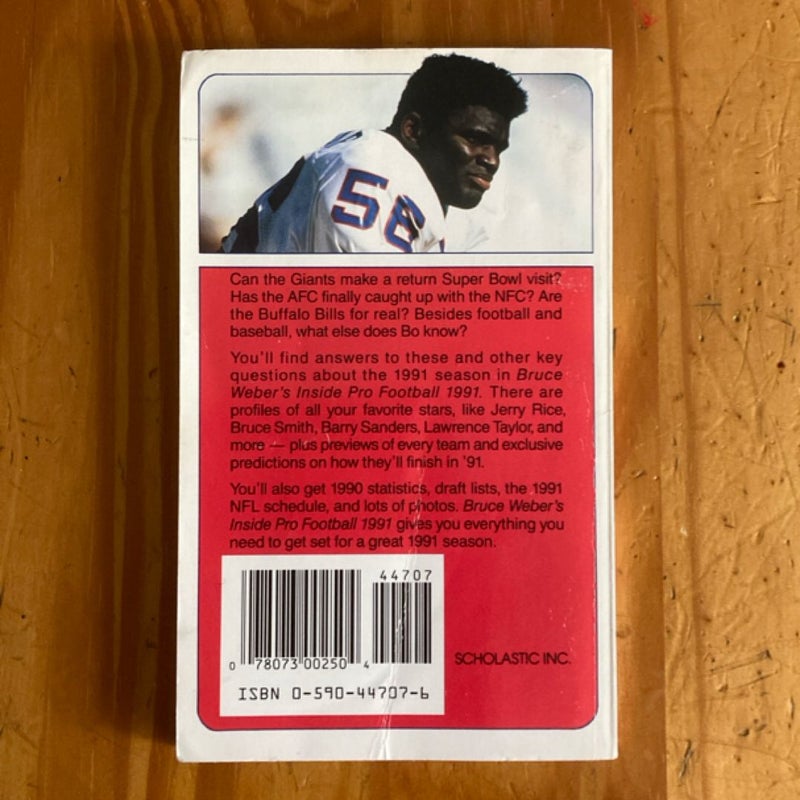 56
Can the Giants make a return Super Bowl visit?
Has the AFC finally caught up with the NFC? Are
the Buffalo Bills for real? Besides football and
baseball, what else does Bo know?
You'll find answers to these and other key
questions about the 1991 season in Bruce
Weber's Inside Pro Football 1991. There are
profiles of all your favorite stars, like Jerry Rice,
Bruce Smith, Barry Sanders, Lawrence Taylor, and
more — plus previews of every team and exclusive
predictions on how they'll finish in '91.
You'll also get 1990 statistics, draft lists, the 1991
NFL schedule, and lots of photos. Bruce Weber's
Inside Pro Football 1991 gives you everything you
need to get set for a great 1991 season.
44707
0 78073 00250 4
ISBN 0-590-44707-6
SCHOLASTIC INC.